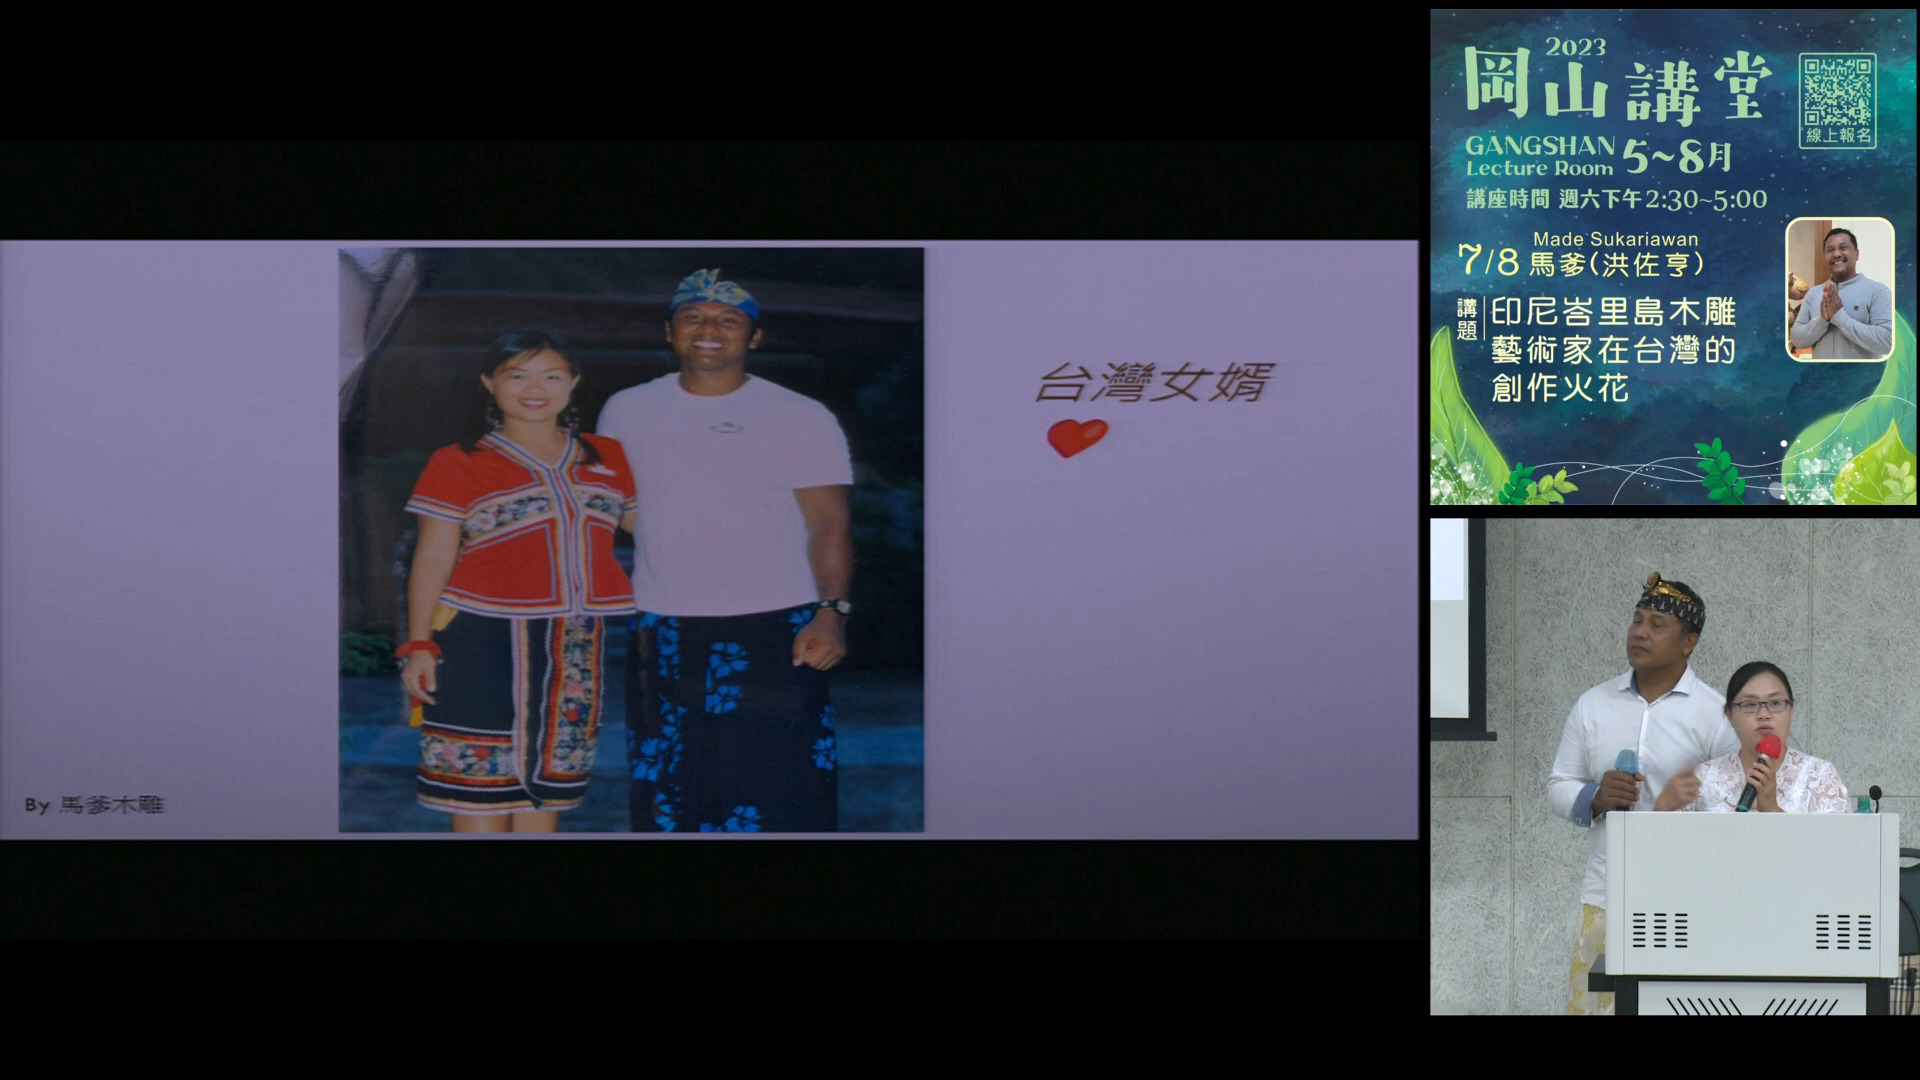 台灣女婿
By 馬爹木雕
2023
岡山講堂
線上報名
GANGSHAN
Lecture Room
5~8月
講座時間 週六下午2:30~5:00
Made Sukariawan
7/8 馬爹(洪佐亨)
講題
印尼峇里島木雕
藝術家在台灣的
創作火花